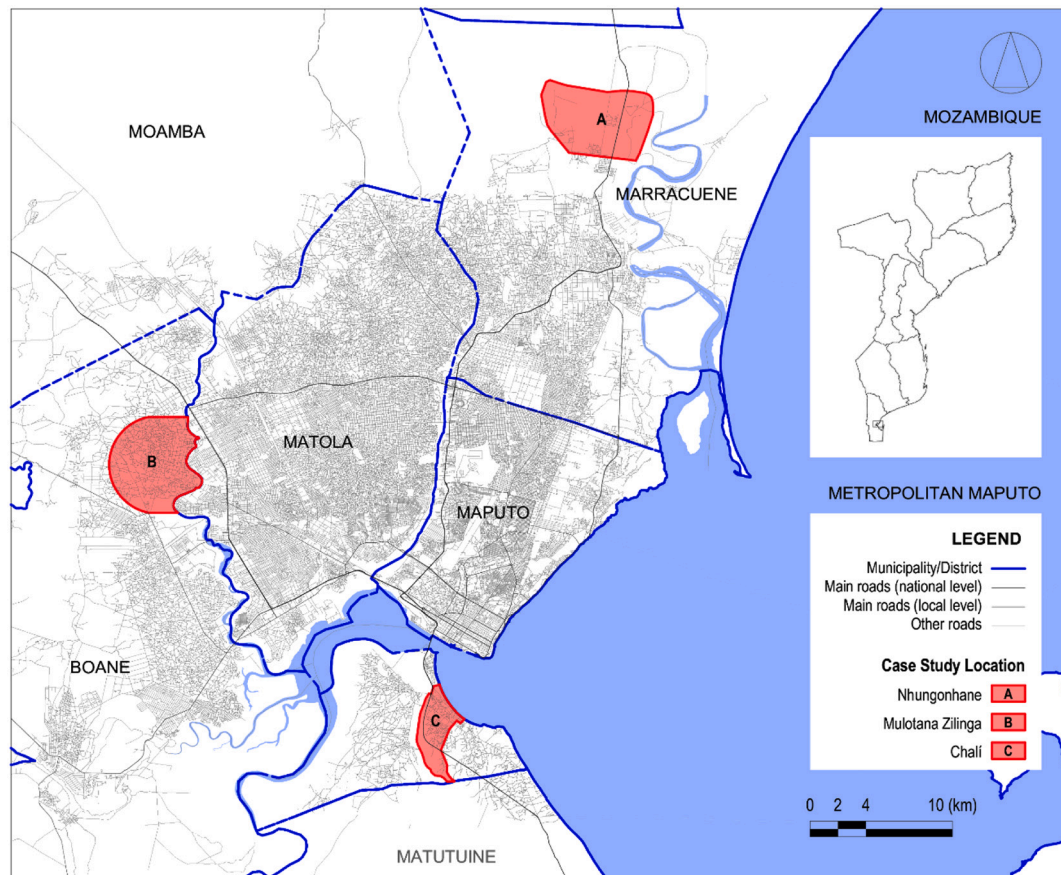 MOAMBA
A
MARRACUENE
MOZAMBIQUE
MATOLA
B
MAPUTO
BOANE
C
MATUTUINE
METROPOLITAN MAPUTO
LEGEND
Municipality/District
Main roads (national level)
Main roads (local level)
Other roads
Case Study Location
Nhungonhane A
Mulotana Zilinga B
Chalí C
0 2 4 10 (km)